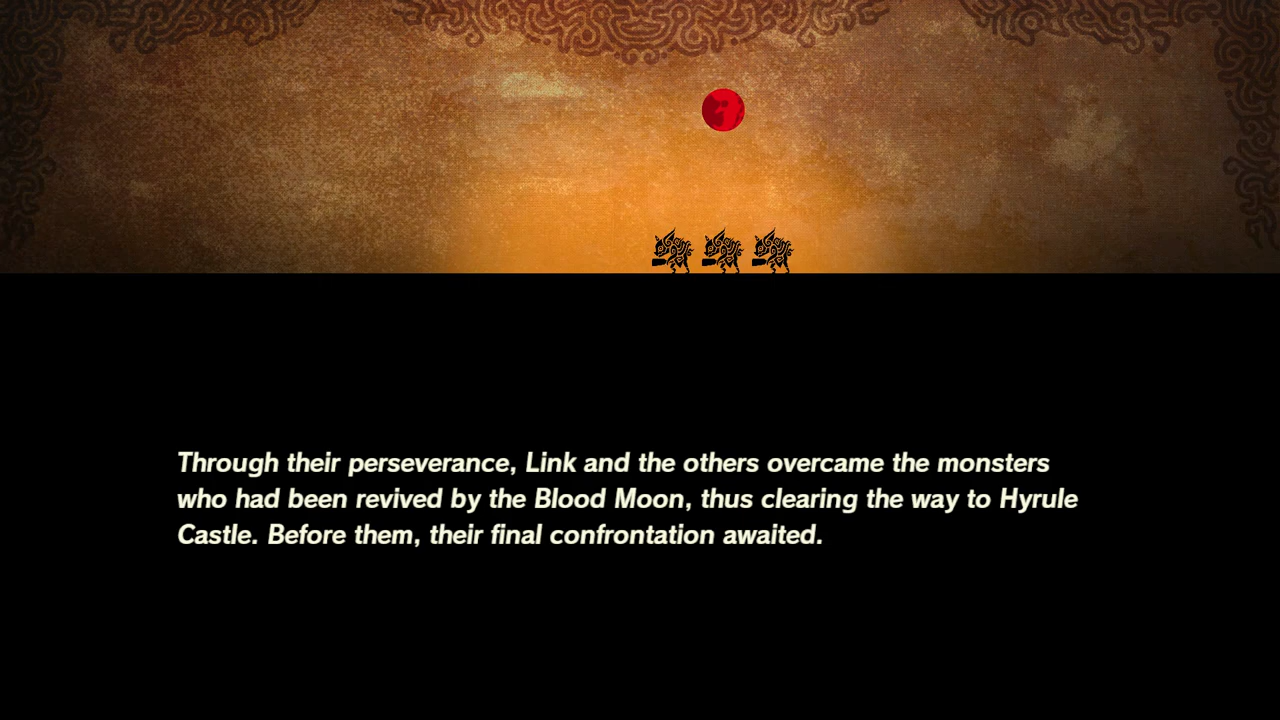 Through their perseverance, Link and the others overcame the monsters
who had been revived by the Blood Moon, thus clearing the way to Hyrule
Castle. Before them, their final confrontation awaited.